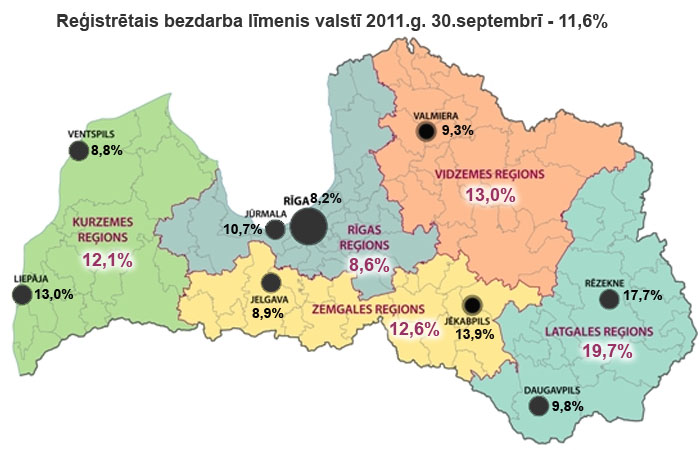 Reģistrētais bezdarba līmenis valstī 2011.g. 30.septembrī - 11,6%
VALMIERA
9,3%
VENTSPILS
8,8%
VIDZEMES REĢIONS
13,0%
RĪGA
8,2%
JŪRMALA
10,7%
KURZEMES
REĢIONS
12,1%
RĪGAS
REĢIONS
8,6%
LIEPĀJA
13,0%
JELGAVA
8,9%
ZEMGALES REĢIONS
12,6%
JĒKABPILS
13,9%
RĒZEKNE
17,7%
LATGALES REĢIONS
19,7%
DAUGAVPILS
9,8%